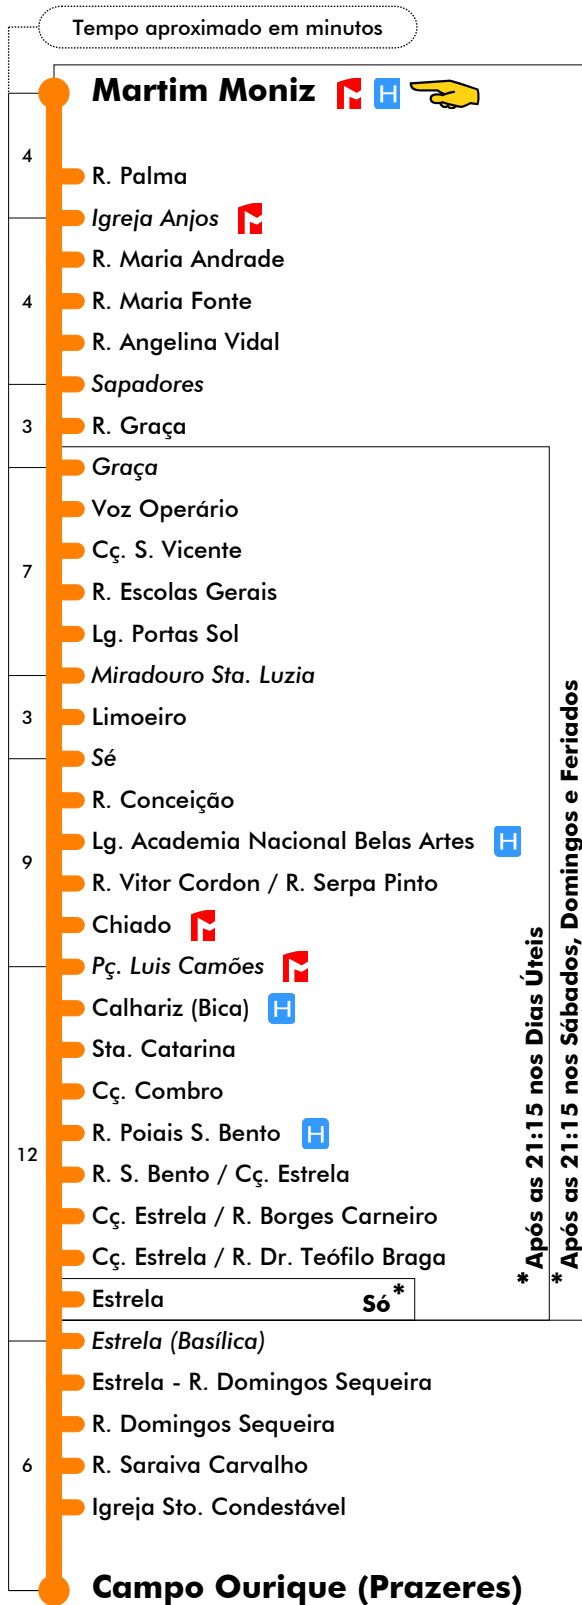 Tempo aproximado em minutos
Martim Moniz
4
R. Palma
Igreja Anjos
R. Maria Andrade
4
R. Maria Fonte
R. Angelina Vidal
Sapadores
3
R. Graça
Graça
Voz Operário
Cç. S. Vicente
7
R. Escolas Gerais
Lg. Portas Sol
Miradouro Sta. Luzia
3
Limoeiro
Sé
R. Conceição
Lg. Academia Nacional Belas Artes
H
9
R. Vitor Cordon / R. Serpa Pinto
Chiado
Pç. Luis Camões
Calhariz (Bica)
H
Sta. Catarina
Cç. Combro
R. Poiais S. Bento
H
12
R. S. Bento / Cç. Estrela
Cç. Estrela / R. Borges Carneiro
Cç. Estrela / R. Dr. Teófilo Braga
Estrela
Só *
* Após as 21:15 nos Dias Úteis
* Após as 21:15 nos Sábados, Domingos e Feriados
Estrela (Basílica)
Estrela - R. Domingos Sequeira
R. Domingos Sequeira
6
R. Saraiva Carvalho
Igreja Sto. Condestável
Campo Ourique (Prazeres)